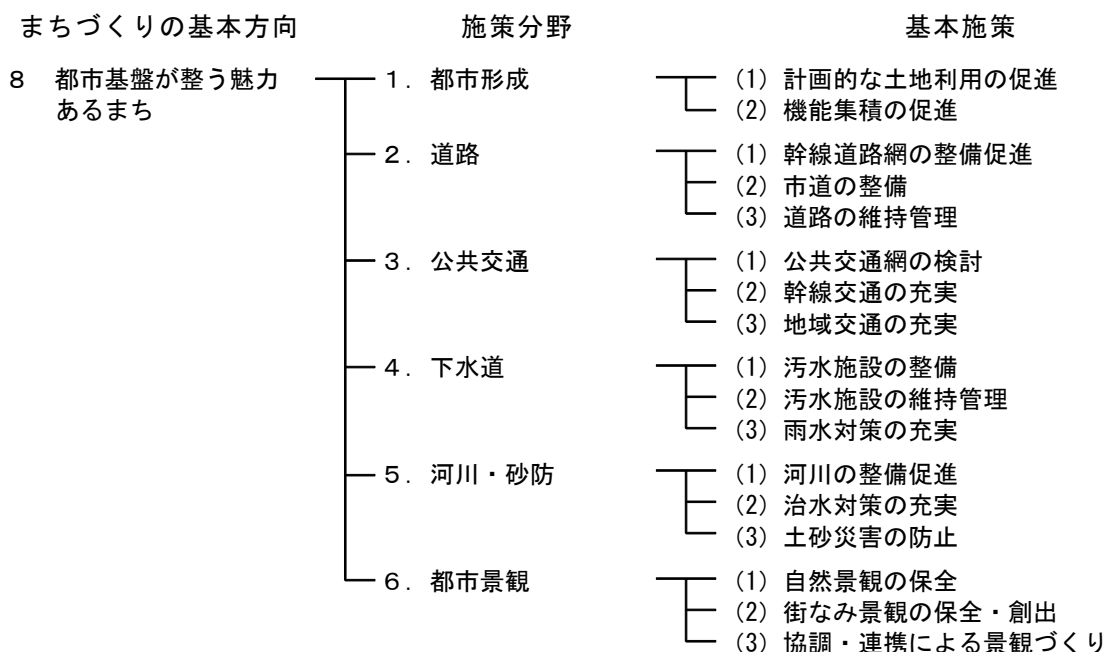 まちづくりの基本方向　施策分野　基本施策
８　都市基盤が整う魅力　１．都市形成　(1) 計画的な土地利用の促進
あるまち　(2) 機能集積の促進
２．道路　(1) 幹線道路網の整備促進
(2) 市道の整備
(3) 道路の維持管理
３．公共交通　(1) 公共交通網の検討
(2) 幹線交通の充実
(3) 地域交通の充実
４．下水道　(1) 汚水施設の整備
(2) 汚水施設の維持管理
(3) 雨水対策の充実
５．河川・砂防　(1) 河川の整備促進
(2) 治水対策の充実
(3) 土砂災害の防止
６．都市景観　(1) 自然景観の保全
(2) 街なみ景観の保全・創出
(3) 協調・連携による景観づくり